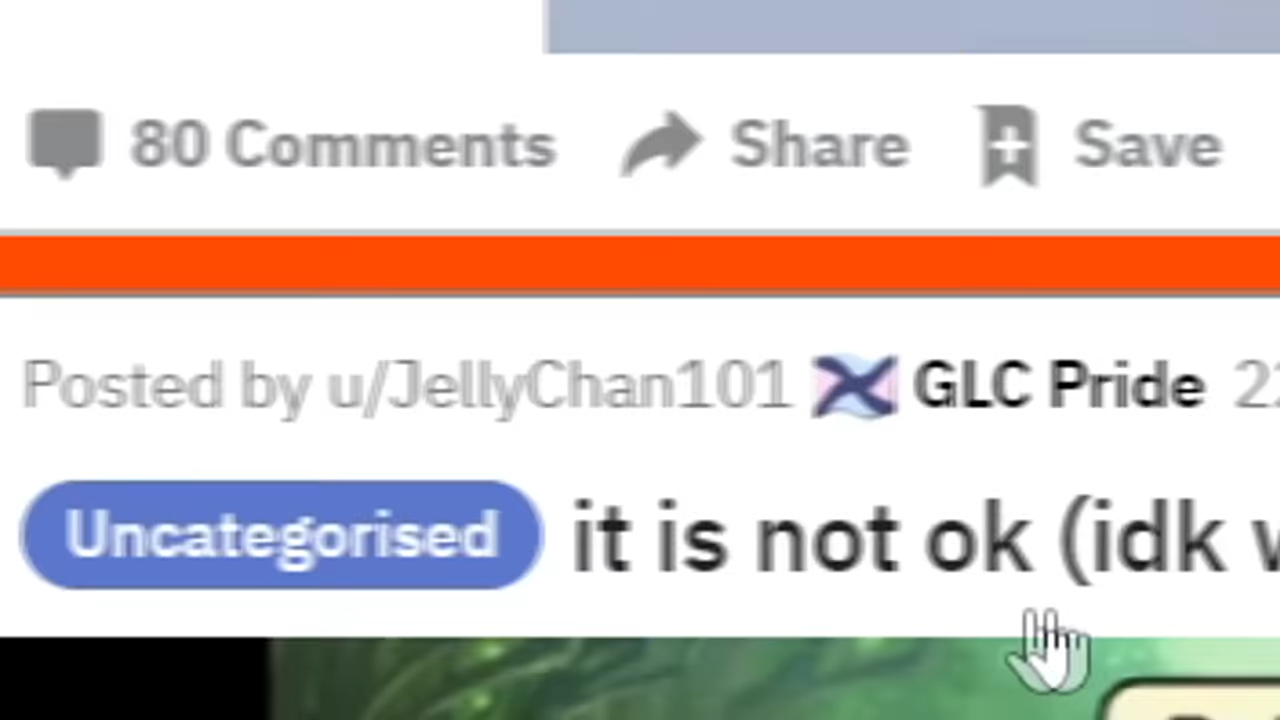 80 Comments Share Save
Posted by u/JellyChan101 GLC Pride
Uncategorised it is not ok (idk